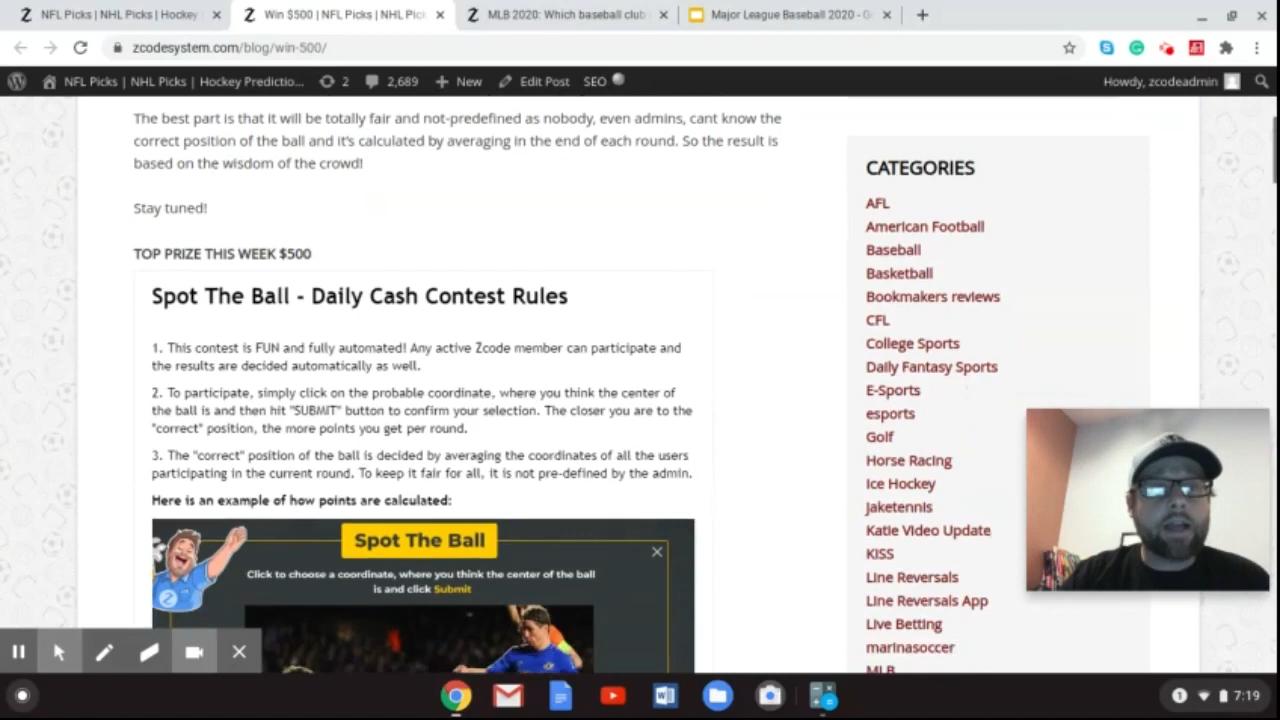 NFL Picks | NHL Picks | Hockey
Win $500 | NFL Picks | NHL Pic
MLB 2020: Which baseball club
Major League Baseball 2020 - G
zcodesystem.com/blog/win-500/
NFL Picks | NHL Picks | Hockey Predictio... 2 2,689 New Edit Post SEO Howdy, zcodeadmin
The best part is that it will be totally fair and not-predefined as nobody, even admins, cant know the
correct position of the ball and it's calculated by averaging in the end of each round. So the result is
based on the wisdom of the crowd!
Stay tuned!
TOP PRIZE THIS WEEK $500
Spot The Ball - Daily Cash Contest Rules
1. This contest is FUN and fully automated! Any active Zcode member can participate and
the results are decided automatically as well.
2. To participate, simply click on the probable coordinate, where you think the center of
the ball is and then hit "SUBMIT" button to confirm your selection. The closer you are to the
"correct" position, the more points you get per round.
3. The "correct" position of the ball is decided by averaging the coordinates of all the users
participating in the current round. To keep it fair for all, it is not pre-defined by the admin.
Here is an example of how points are calculated:
Spot The Ball
Click to choose a coordinate, where you think the center of the ball
is and click Submit
CATEGORIES
AFL
American Football
Baseball
Basketball
Bookmakers reviews
CFL
College Sports
Daily Fantasy Sports
E-Sports
esports
Golf
Horse Racing
Ice Hockey
Jaketennis
Katie Video Update
KISS
Line Reversals
Line Reversals App
Live Betting
marinasoccer
MLB
1 7:19